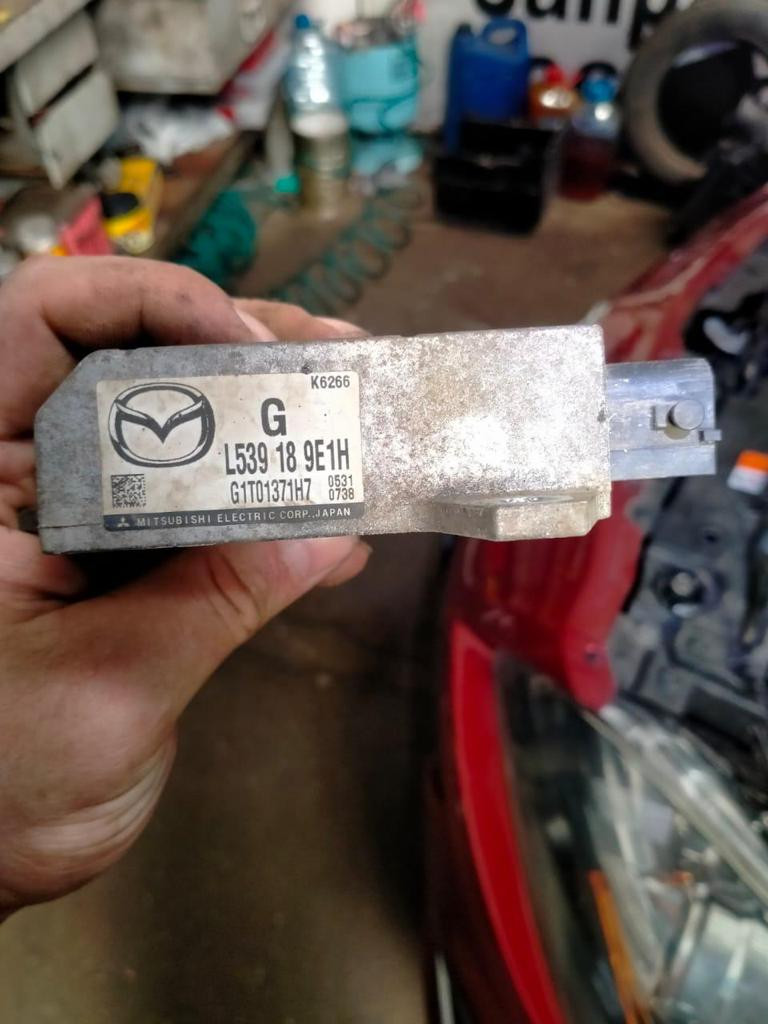 K6266
G
L539 18 9E1H
G1T01371H7 0531
0738
MITSUBISHI ELECTRIC CORP., JAPAN